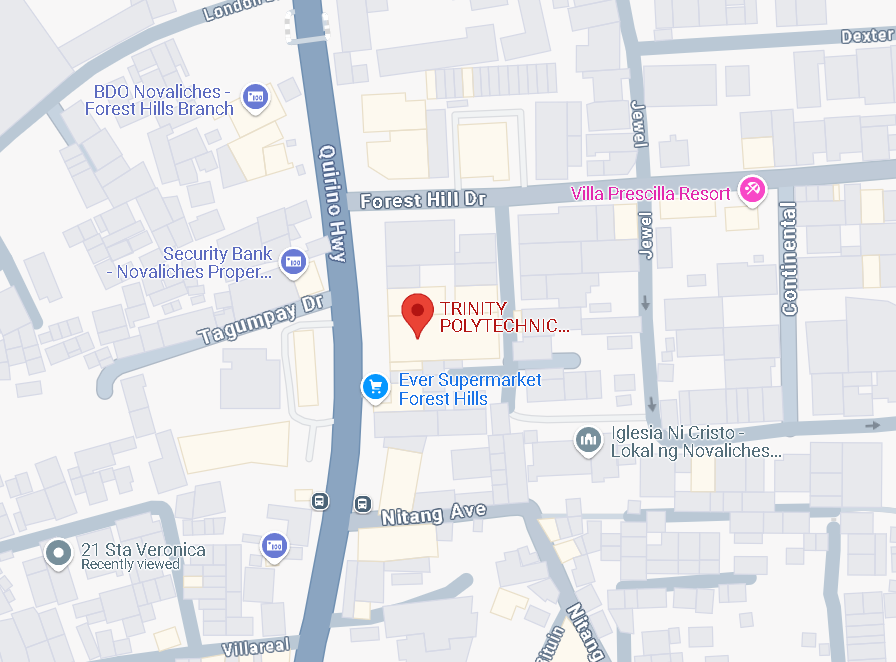 London
Dexter
BDO Novaliches -
Forest Hills Branch
Jewel
Quirino Hwy
Forest Hill Dr
Villa Prescilla Resort
Jewel
Continental
Security Bank
- Novaliches Proper...
Tagumpay Dr
TRINITY
POLYTECHNIC...
Ever Supermarket
Forest Hills
Iglesia Ni Cristo -
Lokal ng Novaliches...
Nitang Ave
21 Sta Veronica
Recently viewed
Nitang
Villareal